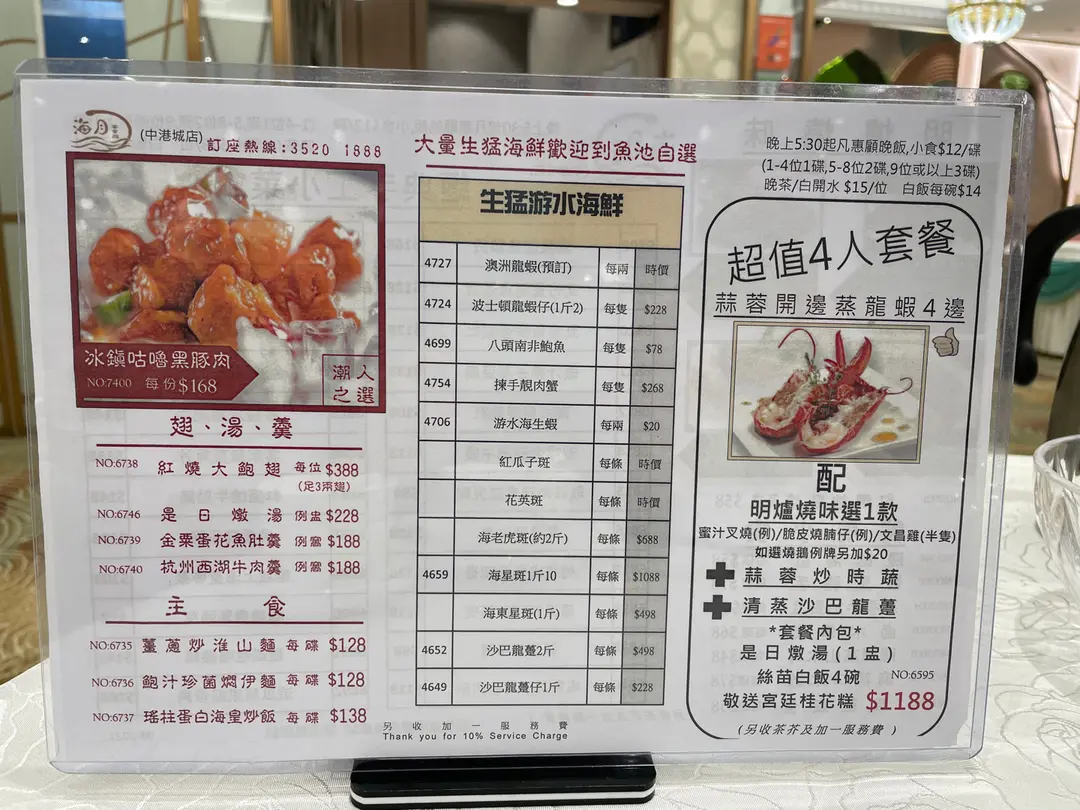 海月
(中港城店)
訂座熱線:3520 1888
冰鎮咕嚕黑豚肉
NO:7400 每份$168
潮人之選
翅、湯、羹
NO:6738 紅燒大鮑翅 每位$388
(足3兩翅)
NO:6746 是日燉湯 例盅$228
NO:6739 金粟蛋花魚肚羹 例窩$188
NO:6740 杭州西湖牛肉羹 例窩$188
主食
NO:6735 薑蔥炒淮山麵 每碟 $128
NO:6736 鮑汁珍菌燜伊麵 每碟 $128
NO:6737 瑤柱蛋白海皇炒飯 每碟 $138
大量生猛海鮮歡迎到魚池自選
生猛游水海鮮
4727 澳洲龍蝦(預訂) 每兩 時價
4724 波士頓龍蝦仔(1斤2) 每隻 $228
4699 八頭南非鮑魚 每隻 $78
4754 揀手靚肉蟹 每隻 $268
4706 游水海生蝦 每兩 $20
紅瓜子斑 每條 時價
花英斑 每條 時價
海老虎斑(約2斤) 每條 $688
4659 海星斑1斤10 每條 $1088
海東星斑(1斤) 每條 $498
4652 沙巴龍躉2斤 每條 $498
4649 沙巴龍躉仔1斤 每條 $228
另收加一服務費
Thank you for 10% Service Charge
晚上5:30起凡惠顧晚飯,小食$12/碟
(1-4位1碟,5-8位2碟,9位或以上3碟)
晚茶/白開水 $15/位 白飯每碗$14
超值4人套餐
蒜蓉開邊蒸龍蝦4邊
配
明爐燒味選1款
蜜汁叉燒(例)/脆皮燒腩仔(例)/文昌雞(半隻)
如選燒鵝例牌另加$20
+ 蒜蓉炒時蔬
+ 清蒸沙巴龍躉
*套餐內包*
是日燉湯(1盅)
絲苗白飯4碗 NO:6595
敬送宮廷桂花糕 $1188
(另收茶芥及加一服務費)